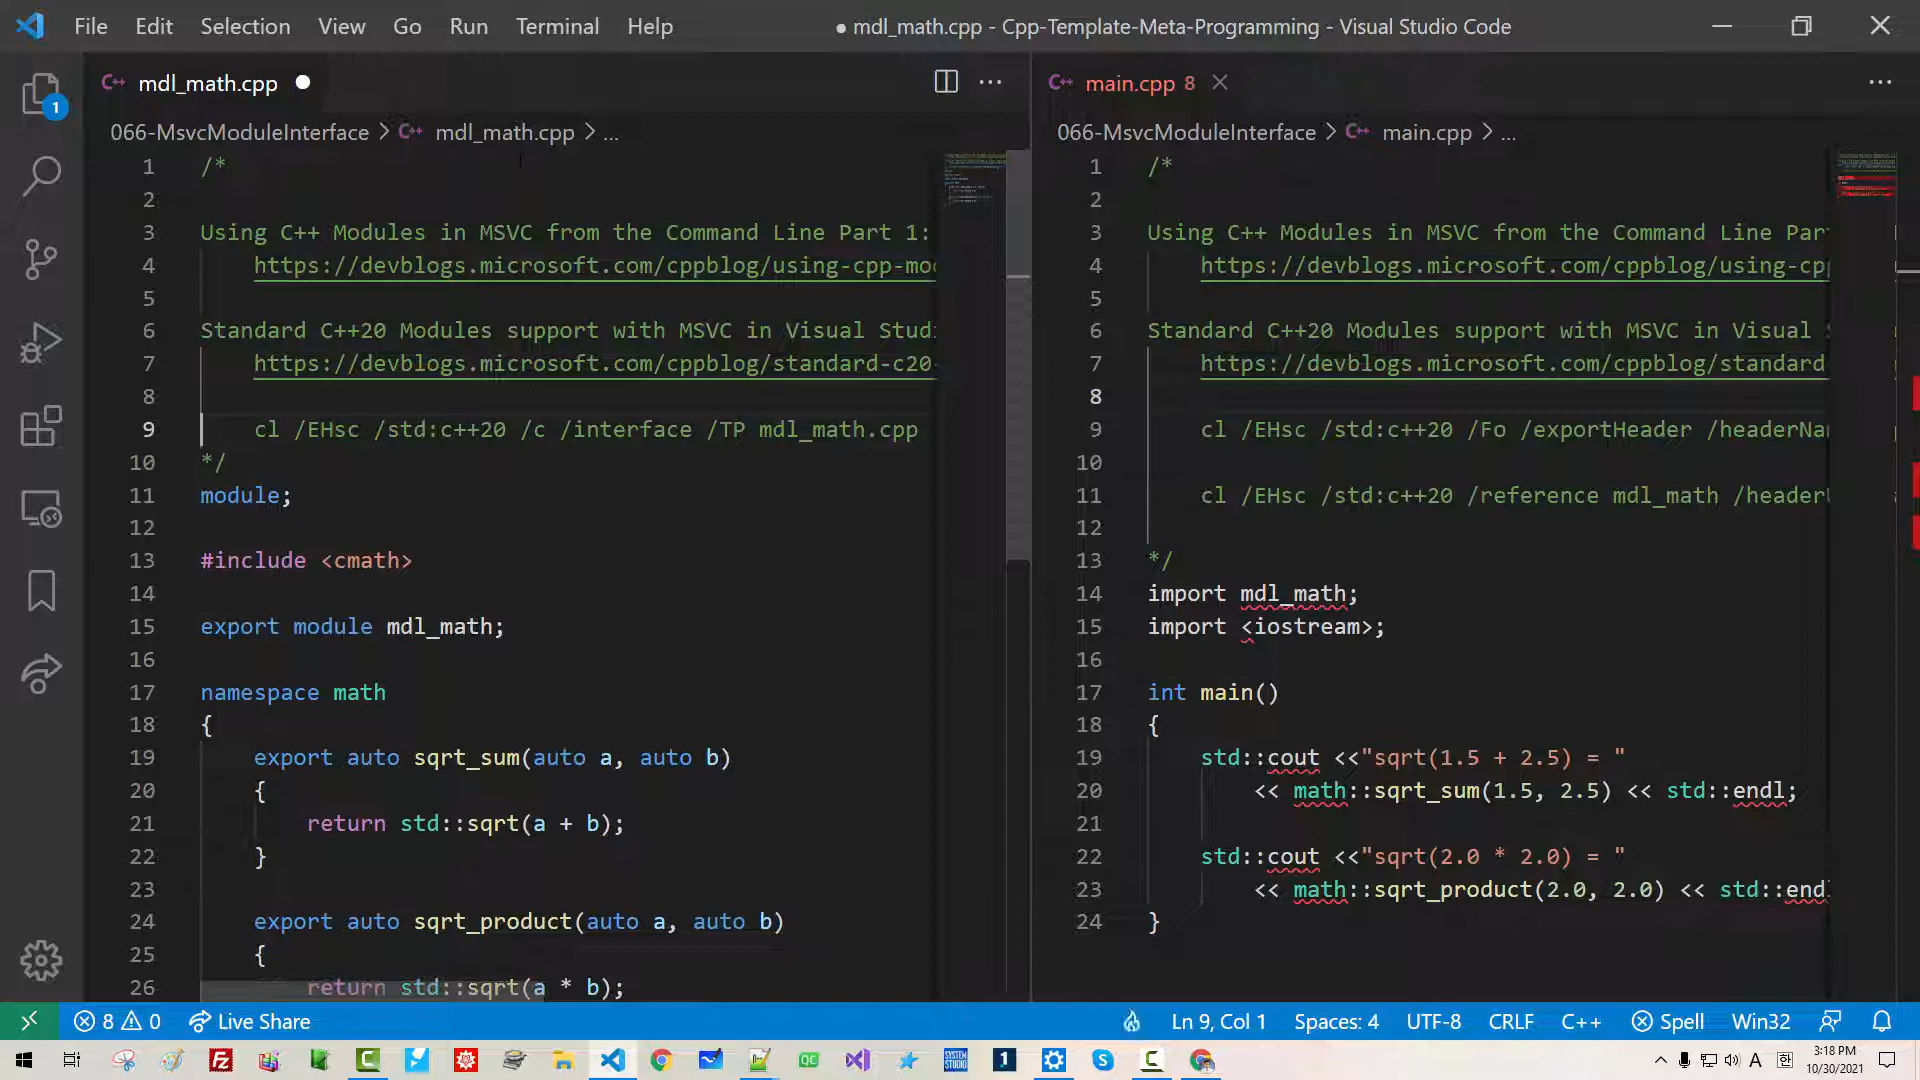 File Edit Selection View Go Run Terminal Help
● mdl_math.cpp - Cpp-Template-Meta-Programming - Visual Studio Code
C++ mdl_math.cpp
066-MsvcModuleInterface > C++ mdl_math.cpp > ...
1 /*
2
3 Using C++ Modules in MSVC from the Command Line Part 1:
4 https://devblogs.microsoft.com/cppblog/using-cpp-mo
5
6 Standard C++20 Modules support with MSVC in Visual Studi
7 https://devblogs.microsoft.com/cppblog/standard-c20-
8
9 cl /EHsc /std:c++20 /c /interface /TP mdl_math.cpp
10 */
11 module;
12
13 #include <cmath>
14
15 export module mdl_math;
16
17 namespace math
18 {
19 export auto sqrt_sum(auto a, auto b)
20 {
21 return std::sqrt(a + b);
22 }
23
24 export auto sqrt_product(auto a, auto b)
25 {
26 return std::sqrt(a * b);
C++ main.cpp 8
066-MsvcModuleInterface > C++ main.cpp > ...
1 /*
2
3 Using C++ Modules in MSVC from the Command Line Par
4 https://devblogs.microsoft.com/cppblog/using-cp
5
6 Standard C++20 Modules support with MSVC in Visual
7 https://devblogs.microsoft.com/cppblog/standard
8
9 cl /EHsc /std:c++20 /Fo /exportHeader /headerNa
10
11 cl /EHsc /std:c++20 /reference mdl_math /header
12
13 */
14 import mdl_math;
15 import <iostream>;
16
17 int main()
18 {
19 std::cout <<"sqrt(1.5 + 2.5) = "
20 << math::sqrt_sum(1.5, 2.5) << std::endl;
21
22 std::cout <<"sqrt(2.0 * 2.0) = "
23 << math::sqrt_product(2.0, 2.0) << std::end
24 }
1
8 0 Live Share
Ln 9, Col 1 Spaces: 4 UTF-8 CRLF C++ Spell Win32
Fz C QC SYSTEM STUDIO 1 S C
A 한 3:18 PM
10/30/2021